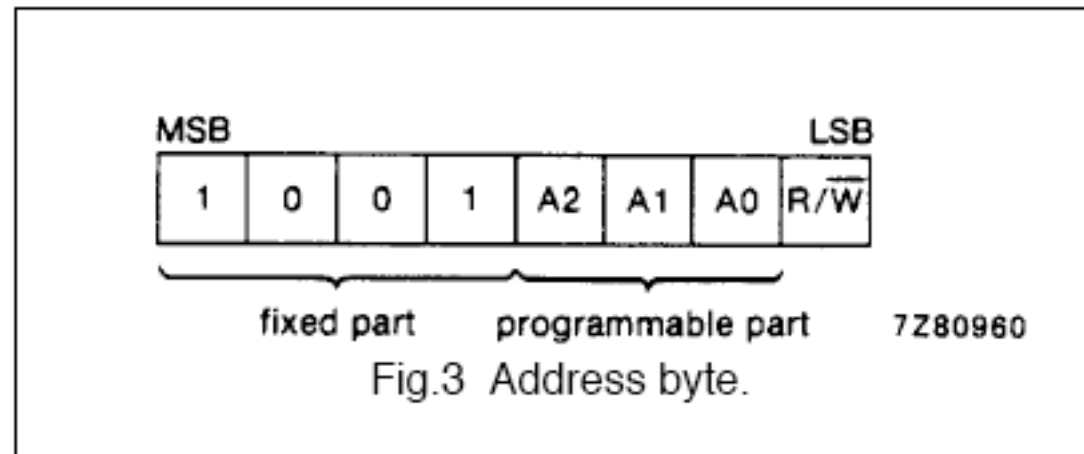 MSB LSB
1 0 0 1 A2 A1 A0 R/W̅
fixed part programmable part 7Z80960
Fig.3 Address byte.